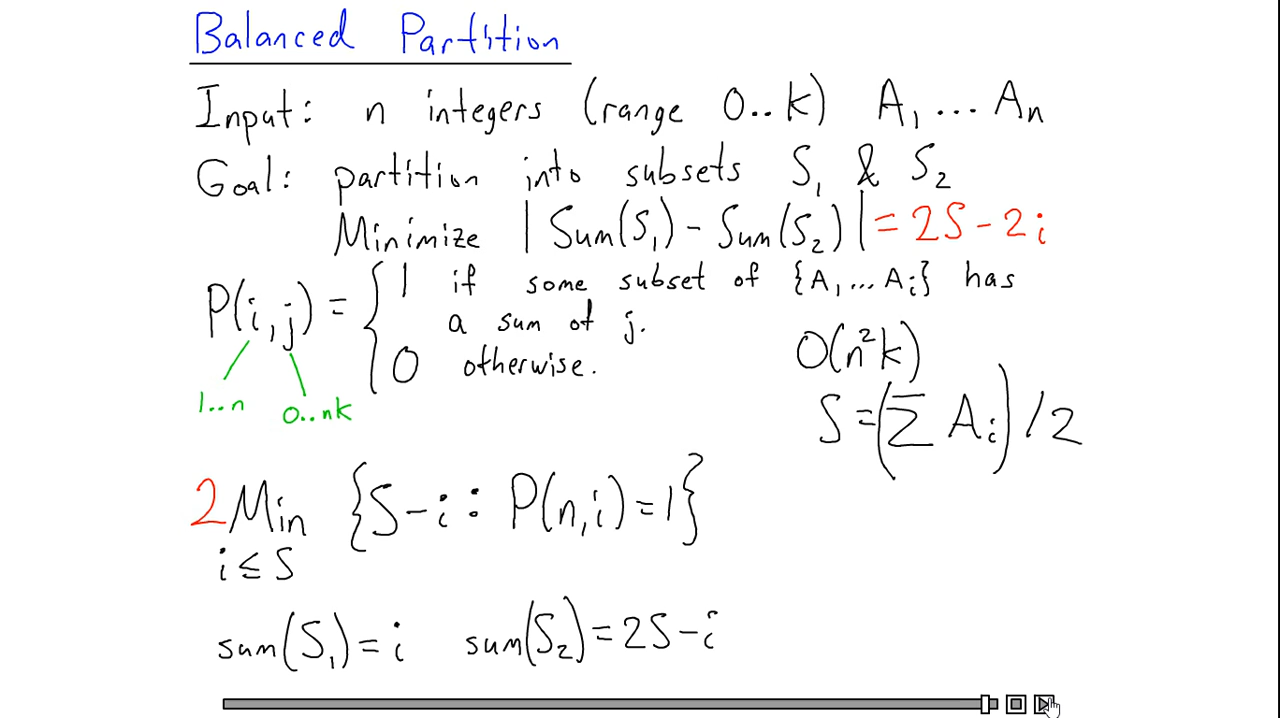 Balanced Partition
Input: n integers (range 0..k) A₁ ... Aₙ
Goal: partition into subsets S₁ & S₂
Minimize | Sum(S₁) - Sum(S₂) | = 2S - 2i
P(i,j) = { 1 if some subset of {A₁ ... Aᵢ} has
a sum of j.
0 otherwise.
1..n 0..nk
O(n²k)
S = (Σ Aᵢ) / 2
2 Min {S-i : P(n,i)=1}
i ≤ S
sum(S₁) = i sum(S₂) = 2S-i